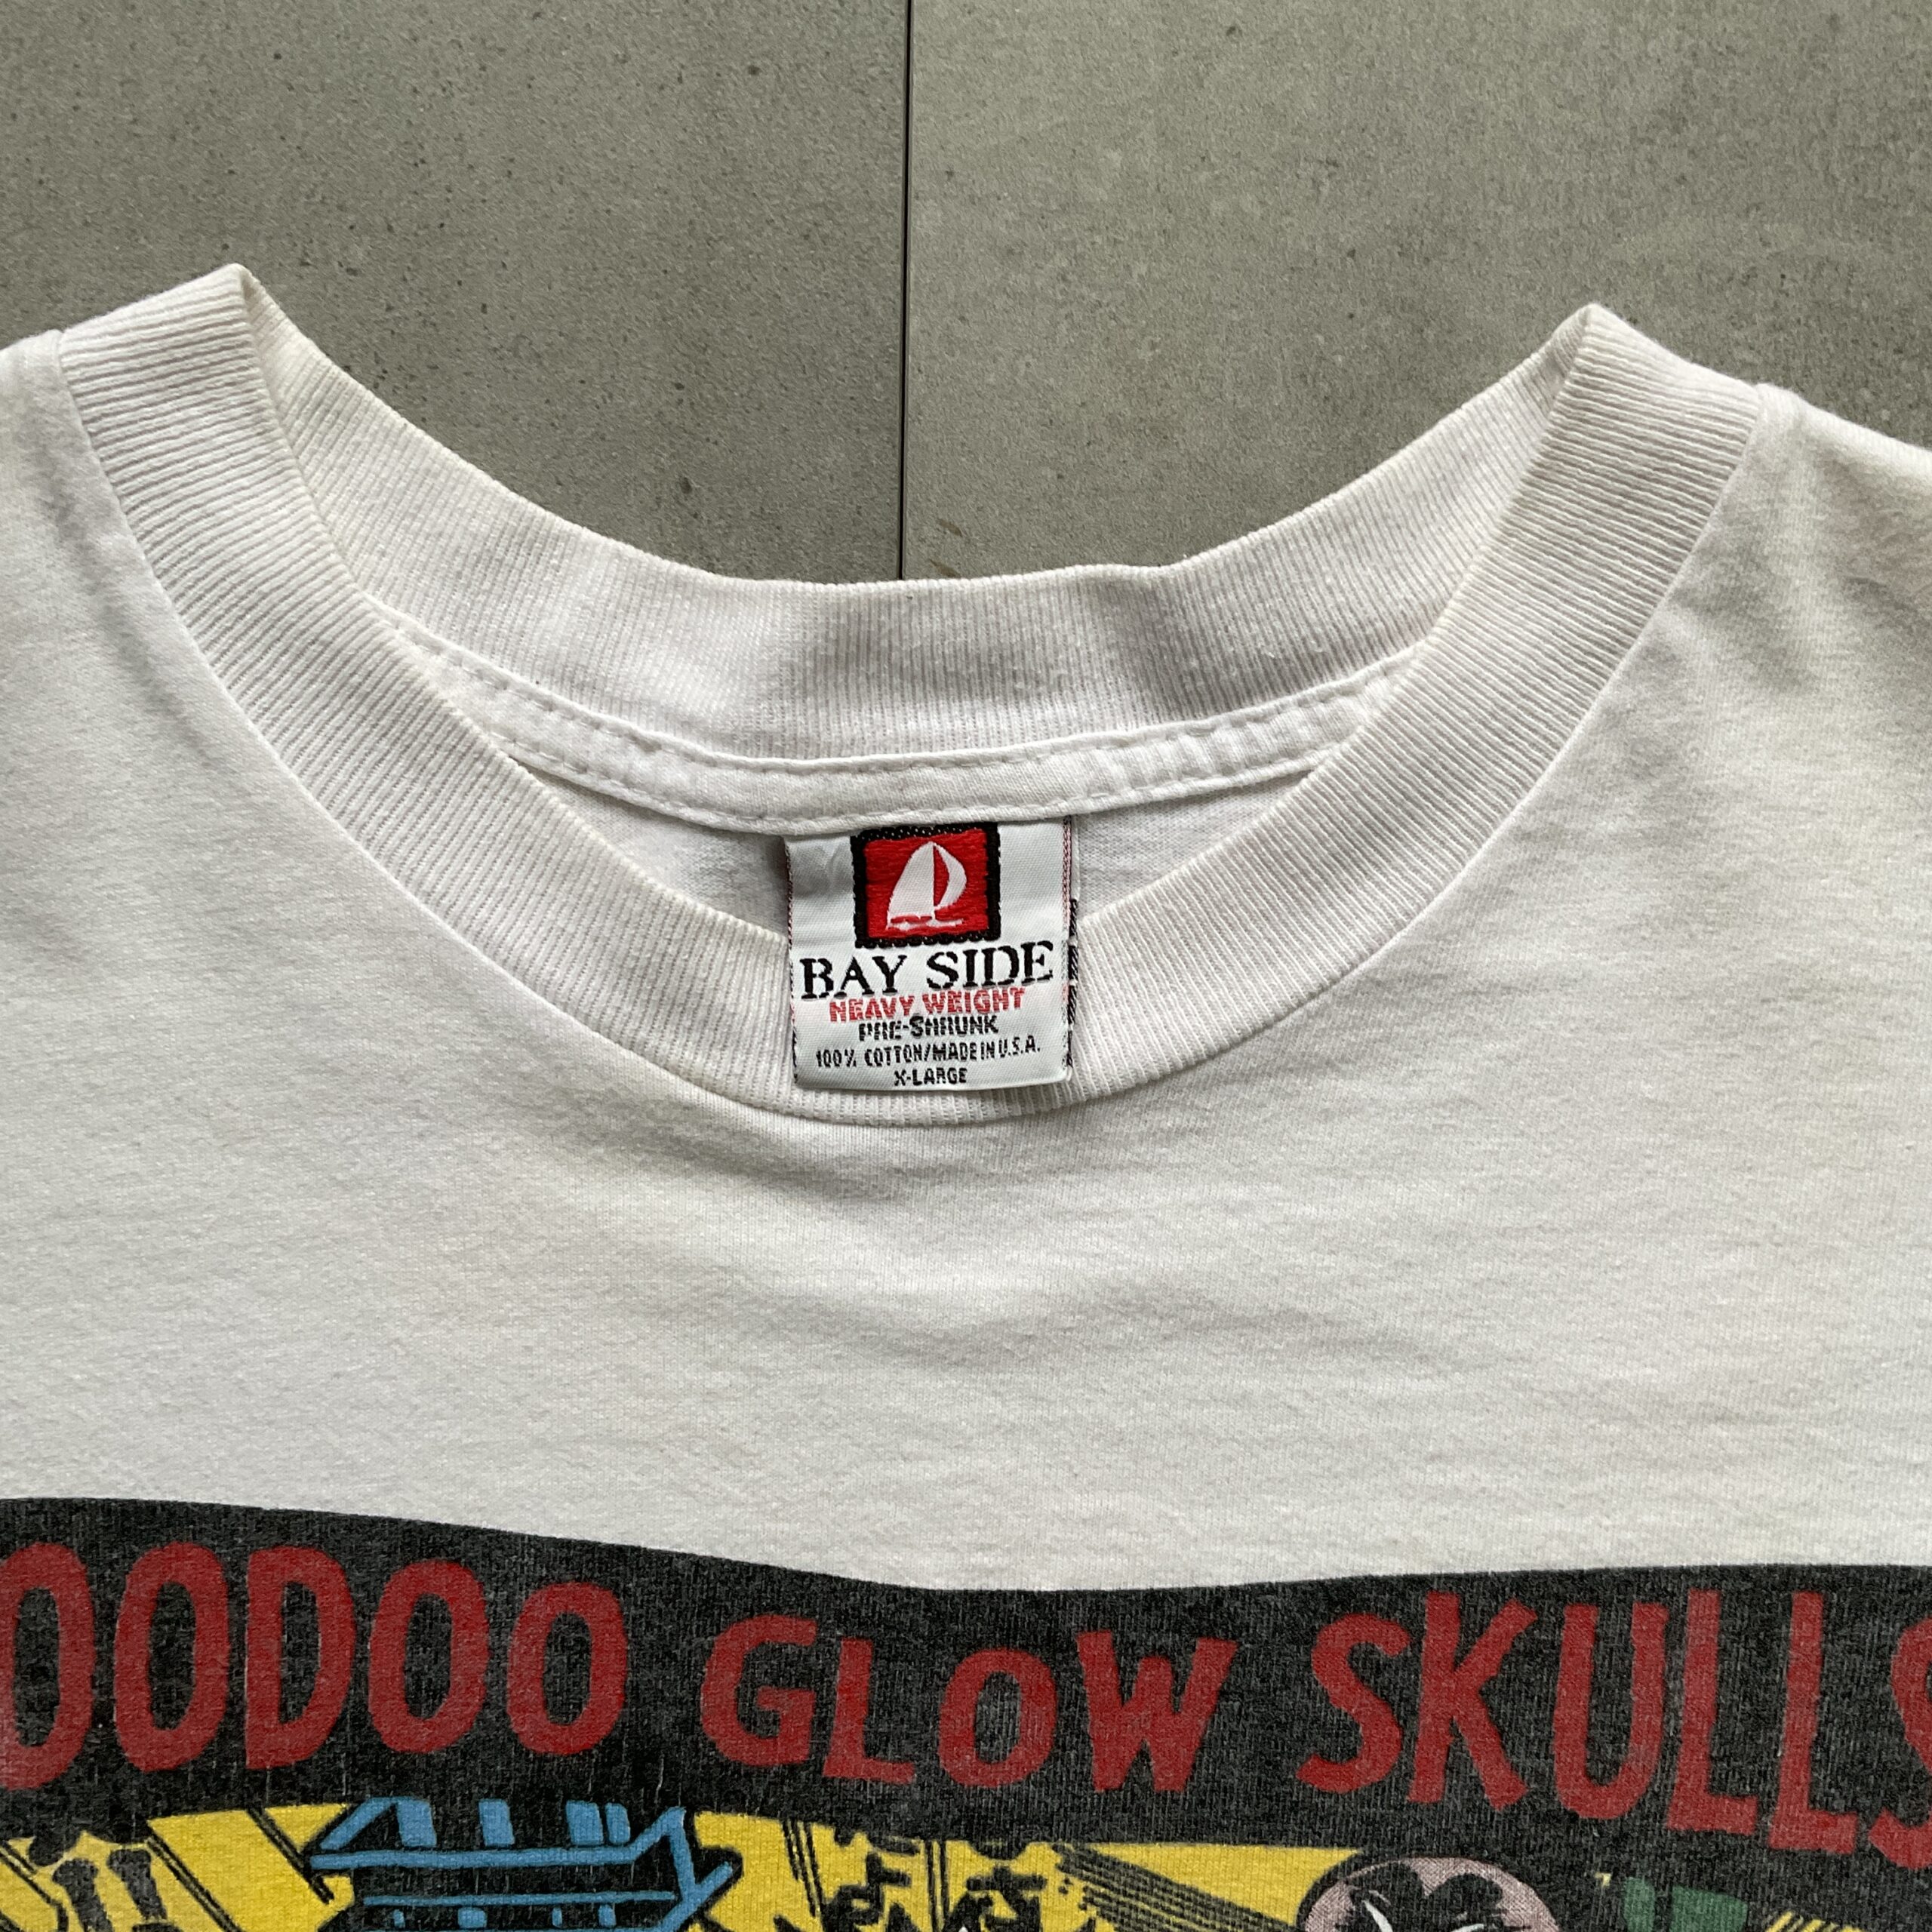 BAY SIDE
HEAVY WEIGHT
PRE-SHRUNK
100% COTTON/MADE IN U.S.A.
X-LARGE
OODOO GLOW SKULLS